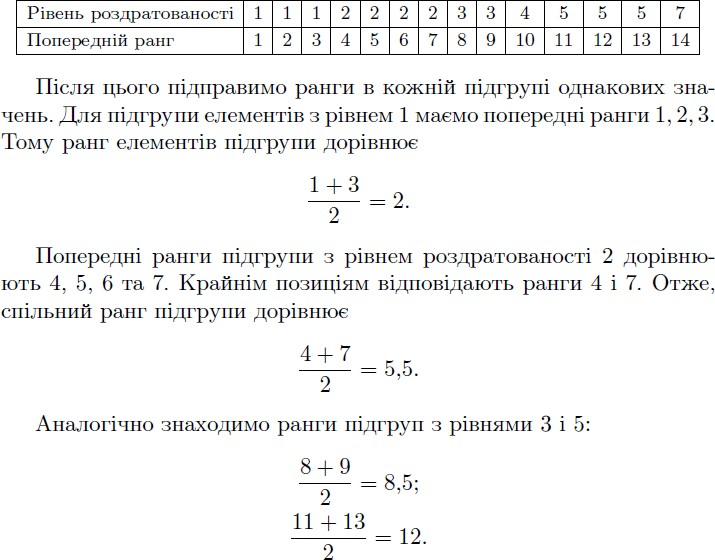 Рівень роздратованості 1 1 1 2 2 2 2 3 3 4 5 5 5 7
Попередній ранг 1 2 3 4 5 6 7 8 9 10 11 12 13 14
Після цього підправимо ранги в кожній підгрупі однакових зна-
чень. Для підгрупи елементів з рівнем 1 маємо попередні ранги 1, 2, 3.
Тому ранг елементів підгрупи дорівнює
(1 + 3)/2 = 2.
Попередні ранги підгрупи з рівнем роздратованості 2 дорівню-
ють 4, 5, 6 та 7. Крайнім позиціям відповідають ранги 4 і 7. Отже,
спільний ранг підгрупи дорівнює
(4 + 7)/2 = 5,5.
Аналогічно знаходимо ранги підгруп з рівнями 3 і 5:
(8 + 9)/2 = 8,5;
(11 + 13)/2 = 12.